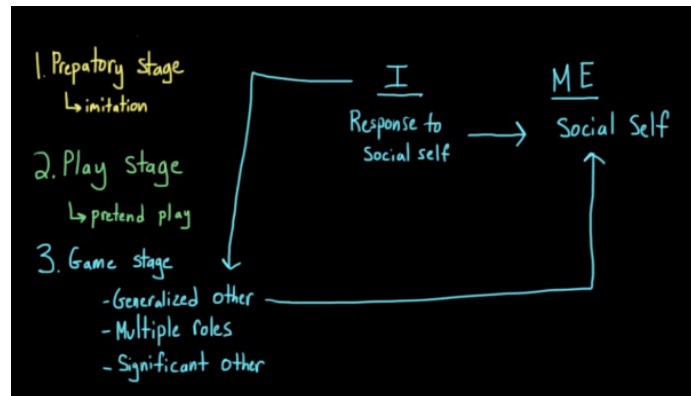 1. Prepatory stage
↳ imitation
2. Play stage
↳ pretend play
3. Game stage
- Generalized other
- Multiple roles
- Significant other
I
Response to
Social self
ME
Social Self